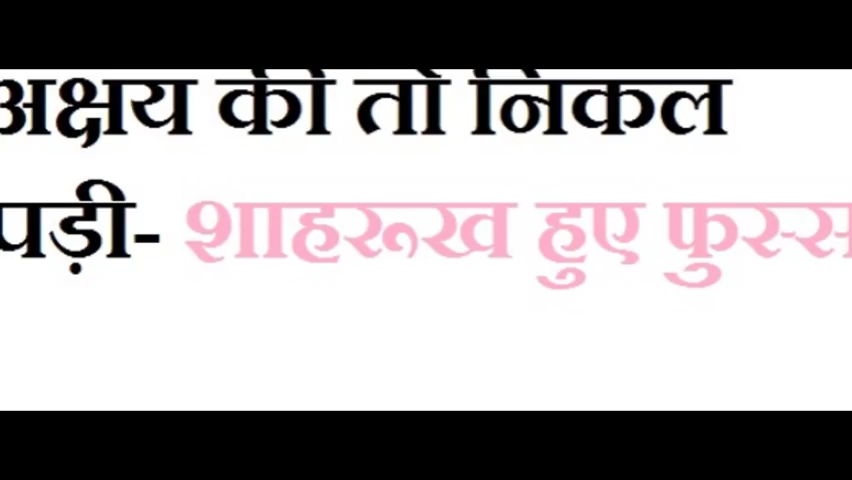 अक्षय की तो निकल
पड़ी- शाहरूख हुए फुस्स